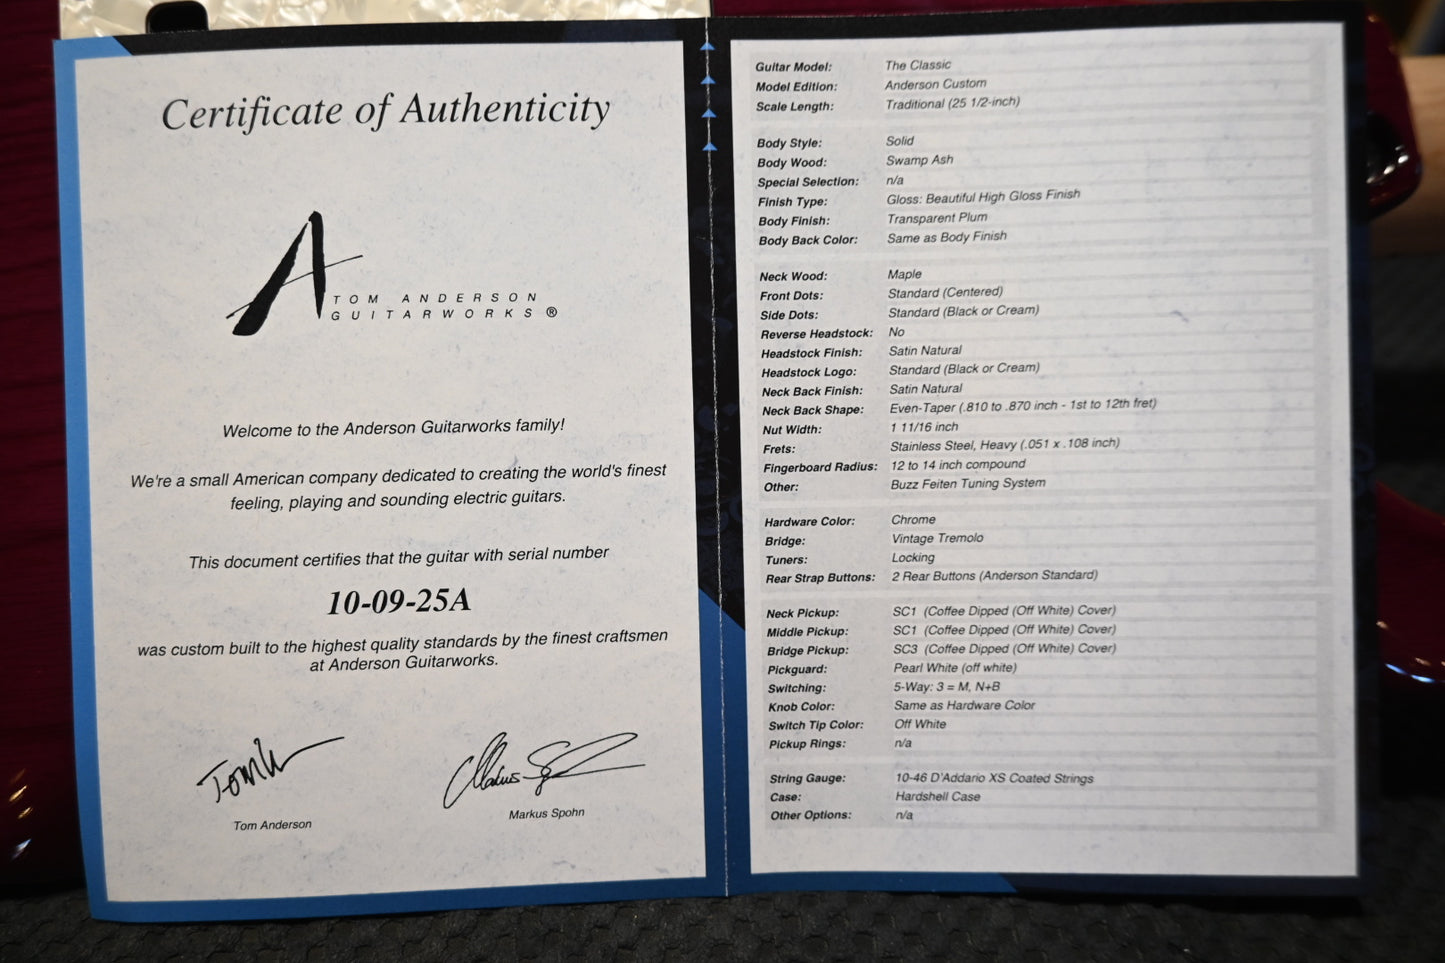 Certificate of Authenticity
TOM ANDERSON
GUITARWORKS ®
Welcome to the Anderson Guitarworks family!
We're a small American company dedicated to creating the world's finest
feeling, playing and sounding electric guitars.
This document certifies that the guitar with serial number
10-09-25A
was custom built to the highest quality standards by the finest craftsmen
at Anderson Guitarworks.
Tom Anderson
Markus Spohn
Guitar Model: The Classic
Model Edition: Anderson Custom
Scale Length: Traditional (25 1/2-inch)
Body Style: Solid
Body Wood: Swamp Ash
Special Selection: n/a
Finish Type: Gloss: Beautiful High Gloss Finish
Body Finish: Transparent Plum
Body Back Color: Same as Body Finish
Neck Wood: Maple
Front Dots: Standard (Centered)
Side Dots: Standard (Black or Cream)
Reverse Headstock: No
Headstock Finish: Satin Natural
Headstock Logo: Standard (Black or Cream)
Neck Back Finish: Satin Natural
Neck Back Shape: Even-Taper (.810 to .870 inch - 1st to 12th fret)
Nut Width: 1 11/16 inch
Frets: Stainless Steel, Heavy (.051 x .108 inch)
Fingerboard Radius: 12 to 14 inch compound
Other: Buzz Feiten Tuning System
Hardware Color: Chrome
Bridge: Vintage Tremolo
Tuners: Locking
Rear Strap Buttons: 2 Rear Buttons (Anderson Standard)
Neck Pickup: SC1 (Coffee Dipped (Off White) Cover)
Middle Pickup: SC1 (Coffee Dipped (Off White) Cover)
Bridge Pickup: SC3 (Coffee Dipped (Off White) Cover)
Pickguard: Pearl White (off white)
Switching: 5-Way: 3 = M, N+B
Knob Color: Same as Hardware Color
Switch Tip Color: Off White
Pickup Rings: n/a
String Gauge: 10-46 D'Addario XS Coated Strings
Case: Hardshell Case
Other Options: n/a